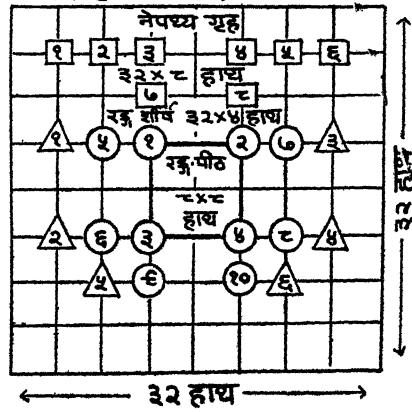 नेपथ्य गृह
१ २ ३ ४ ५ ६
३२×८ हाथ
७ ८
रङ्ग शीर्ष ३२×४ हाथ
१ ५ १ २ ७ ३
रङ्ग-पीठ
८×८
हाथ
२ ६ ३ ४ ८ ४
५ ९ १० ६
३२ हाथ
३२ हाथ